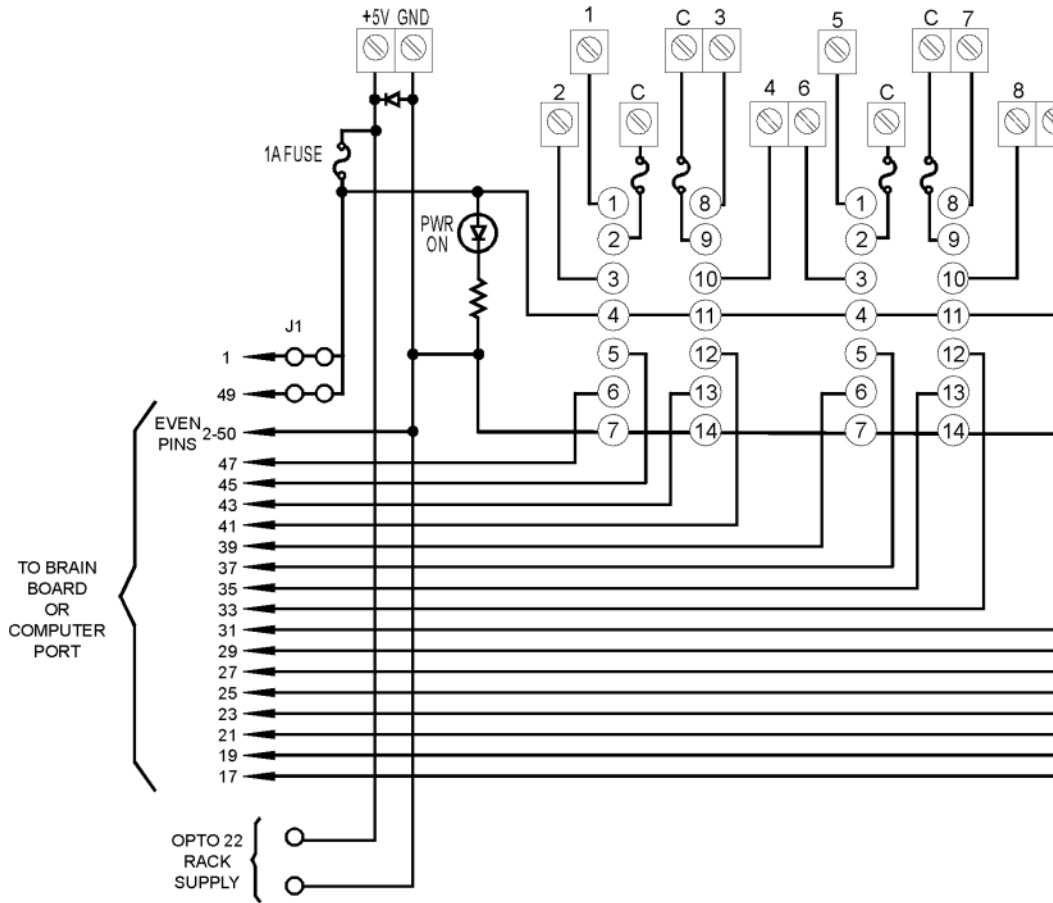 +5V GND
1
C 3
5
C 7
2
C
4 6
C
8
1A FUSE
PWR
ON
1 8 1 8
2 9 2 9
3 10 3 10
4 11 4 11
J1
1
5 12 5 12
49
6 13 6 13
EVEN
PINS
2-50
7 14 7 14
47
45
43
41
39
37
35
33
31
29
27
25
23
21
19
17
TO BRAIN
BOARD
OR
COMPUTER
PORT
OPTO 22
RACK
SUPPLY